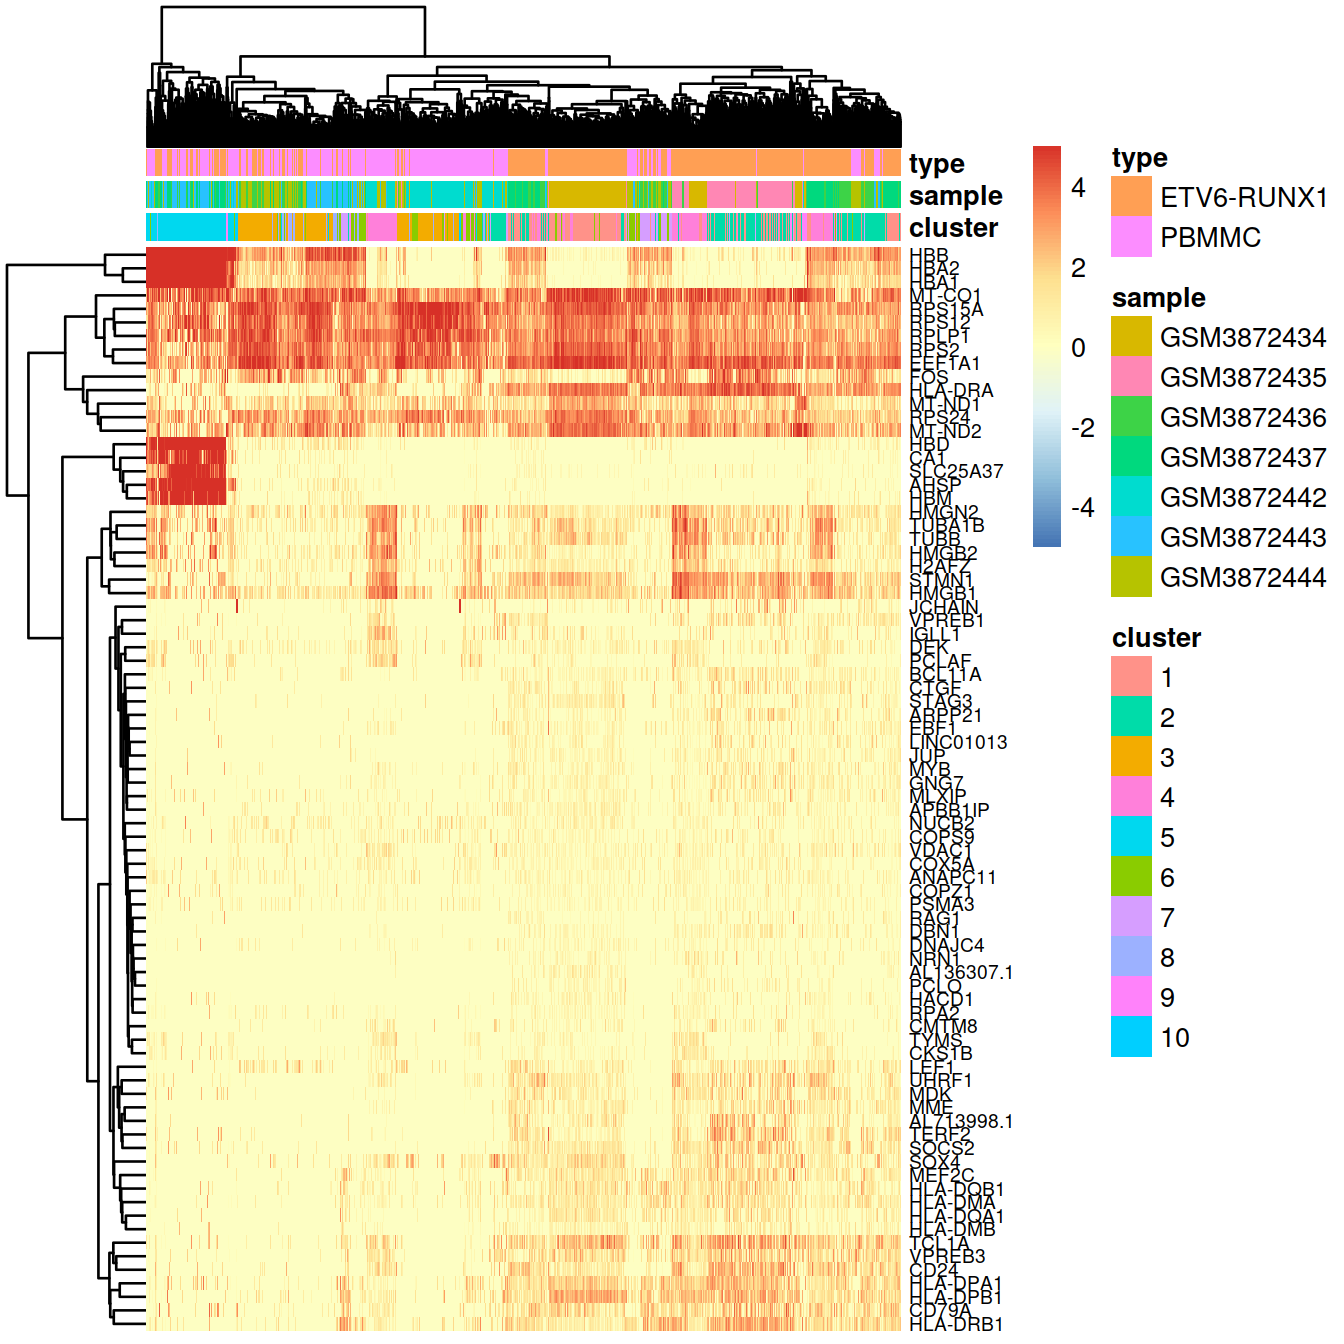 type
sample
cluster
HBB
HBA2
HBA1
MT-CO1
RPS15A
RPS12
RPLP1
RPS2
EEF1A1
FOS
HLA-DRA
MT-ND1
RPS24
MT-ND2
HBD
CA1
SLC25A37
AHSP
HBM
HMGN2
TUBA1B
TUBB
HMGB2
H2AFZ
STMN1
HMGB1
JCHAIN
VPREB1
IGLL1
DEK
PCLAF
BCL11A
CTGF
STAG3
ARPP21
EBF1
LINC01013
JUP
MYB
GNG7
MLXIP
APBB1IP
NUCB2
COPS9
VDAC1
COX5A
ANAPC11
COPZ1
PSMA3
RAG1
DBN1
DNAJC4
NRN1
AL136307.1
PCLO
HACD1
RPA2
CMTM8
TYMS
CKS1B
LEF1
UHRF1
MDK
MME
AL713998.1
TERF2
SOCS2
SOX4
MEF2C
HLA-DQB1
HLA-DMA
HLA-DQA1
HLA-DMB
TCL1A
VPREB3
CD24
HLA-DPA1
HLA-DPB1
CD79A
HLA-DRB1
4
2
0
-2
-4
type
ETV6-RUNX1
PBMMC
sample
GSM3872434
GSM3872435
GSM3872436
GSM3872437
GSM3872442
GSM3872443
GSM3872444
cluster
1
2
3
4
5
6
7
8
9
10